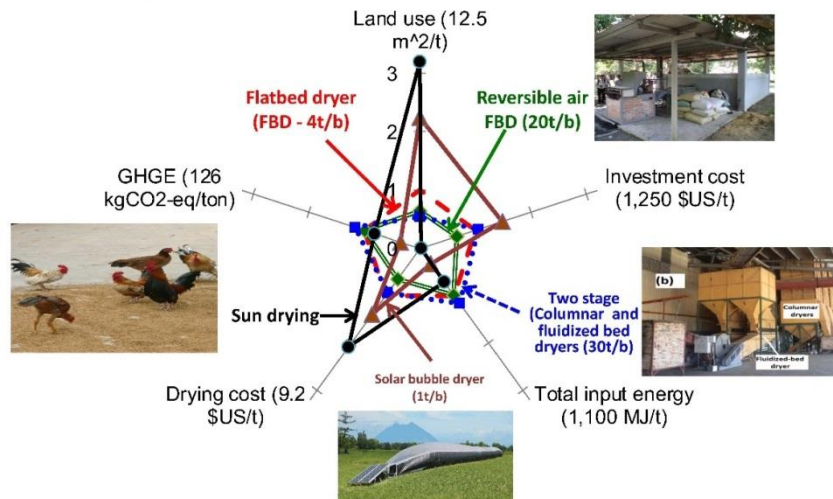 Land use (12.5
m^2/t)
3
2
1
0
Flatbed dryer
(FBD - 4t/b)
Reversible air
FBD (20t/b)
GHGE (126
kgCO2-eq/ton)
Investment cost
(1,250 $US/t)
Sun drying
Two stage
(Columnar and
fluidized bed
dryers (30t/b)
(b)
Columnar
dryers
Fluidized-bed
dryer
Drying cost (9.2
$US/t)
Solar bubble dryer
(1t/b)
Total input energy
(1,100 MJ/t)